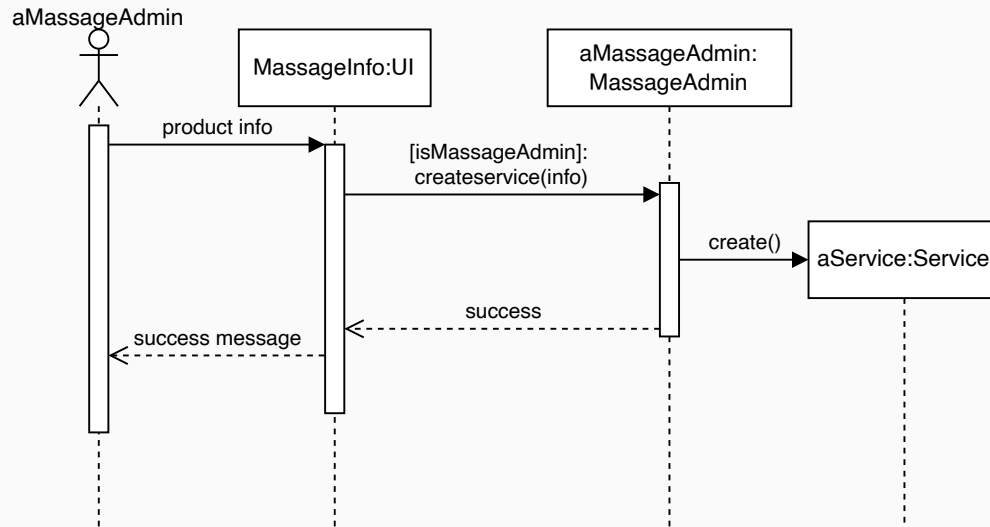 aMassageAdmin
MassageInfo:UI
aMassageAdmin:
MassageAdmin
product info
[isMassageAdmin]:
createservice(info)
create()
aService:Service
success
success message